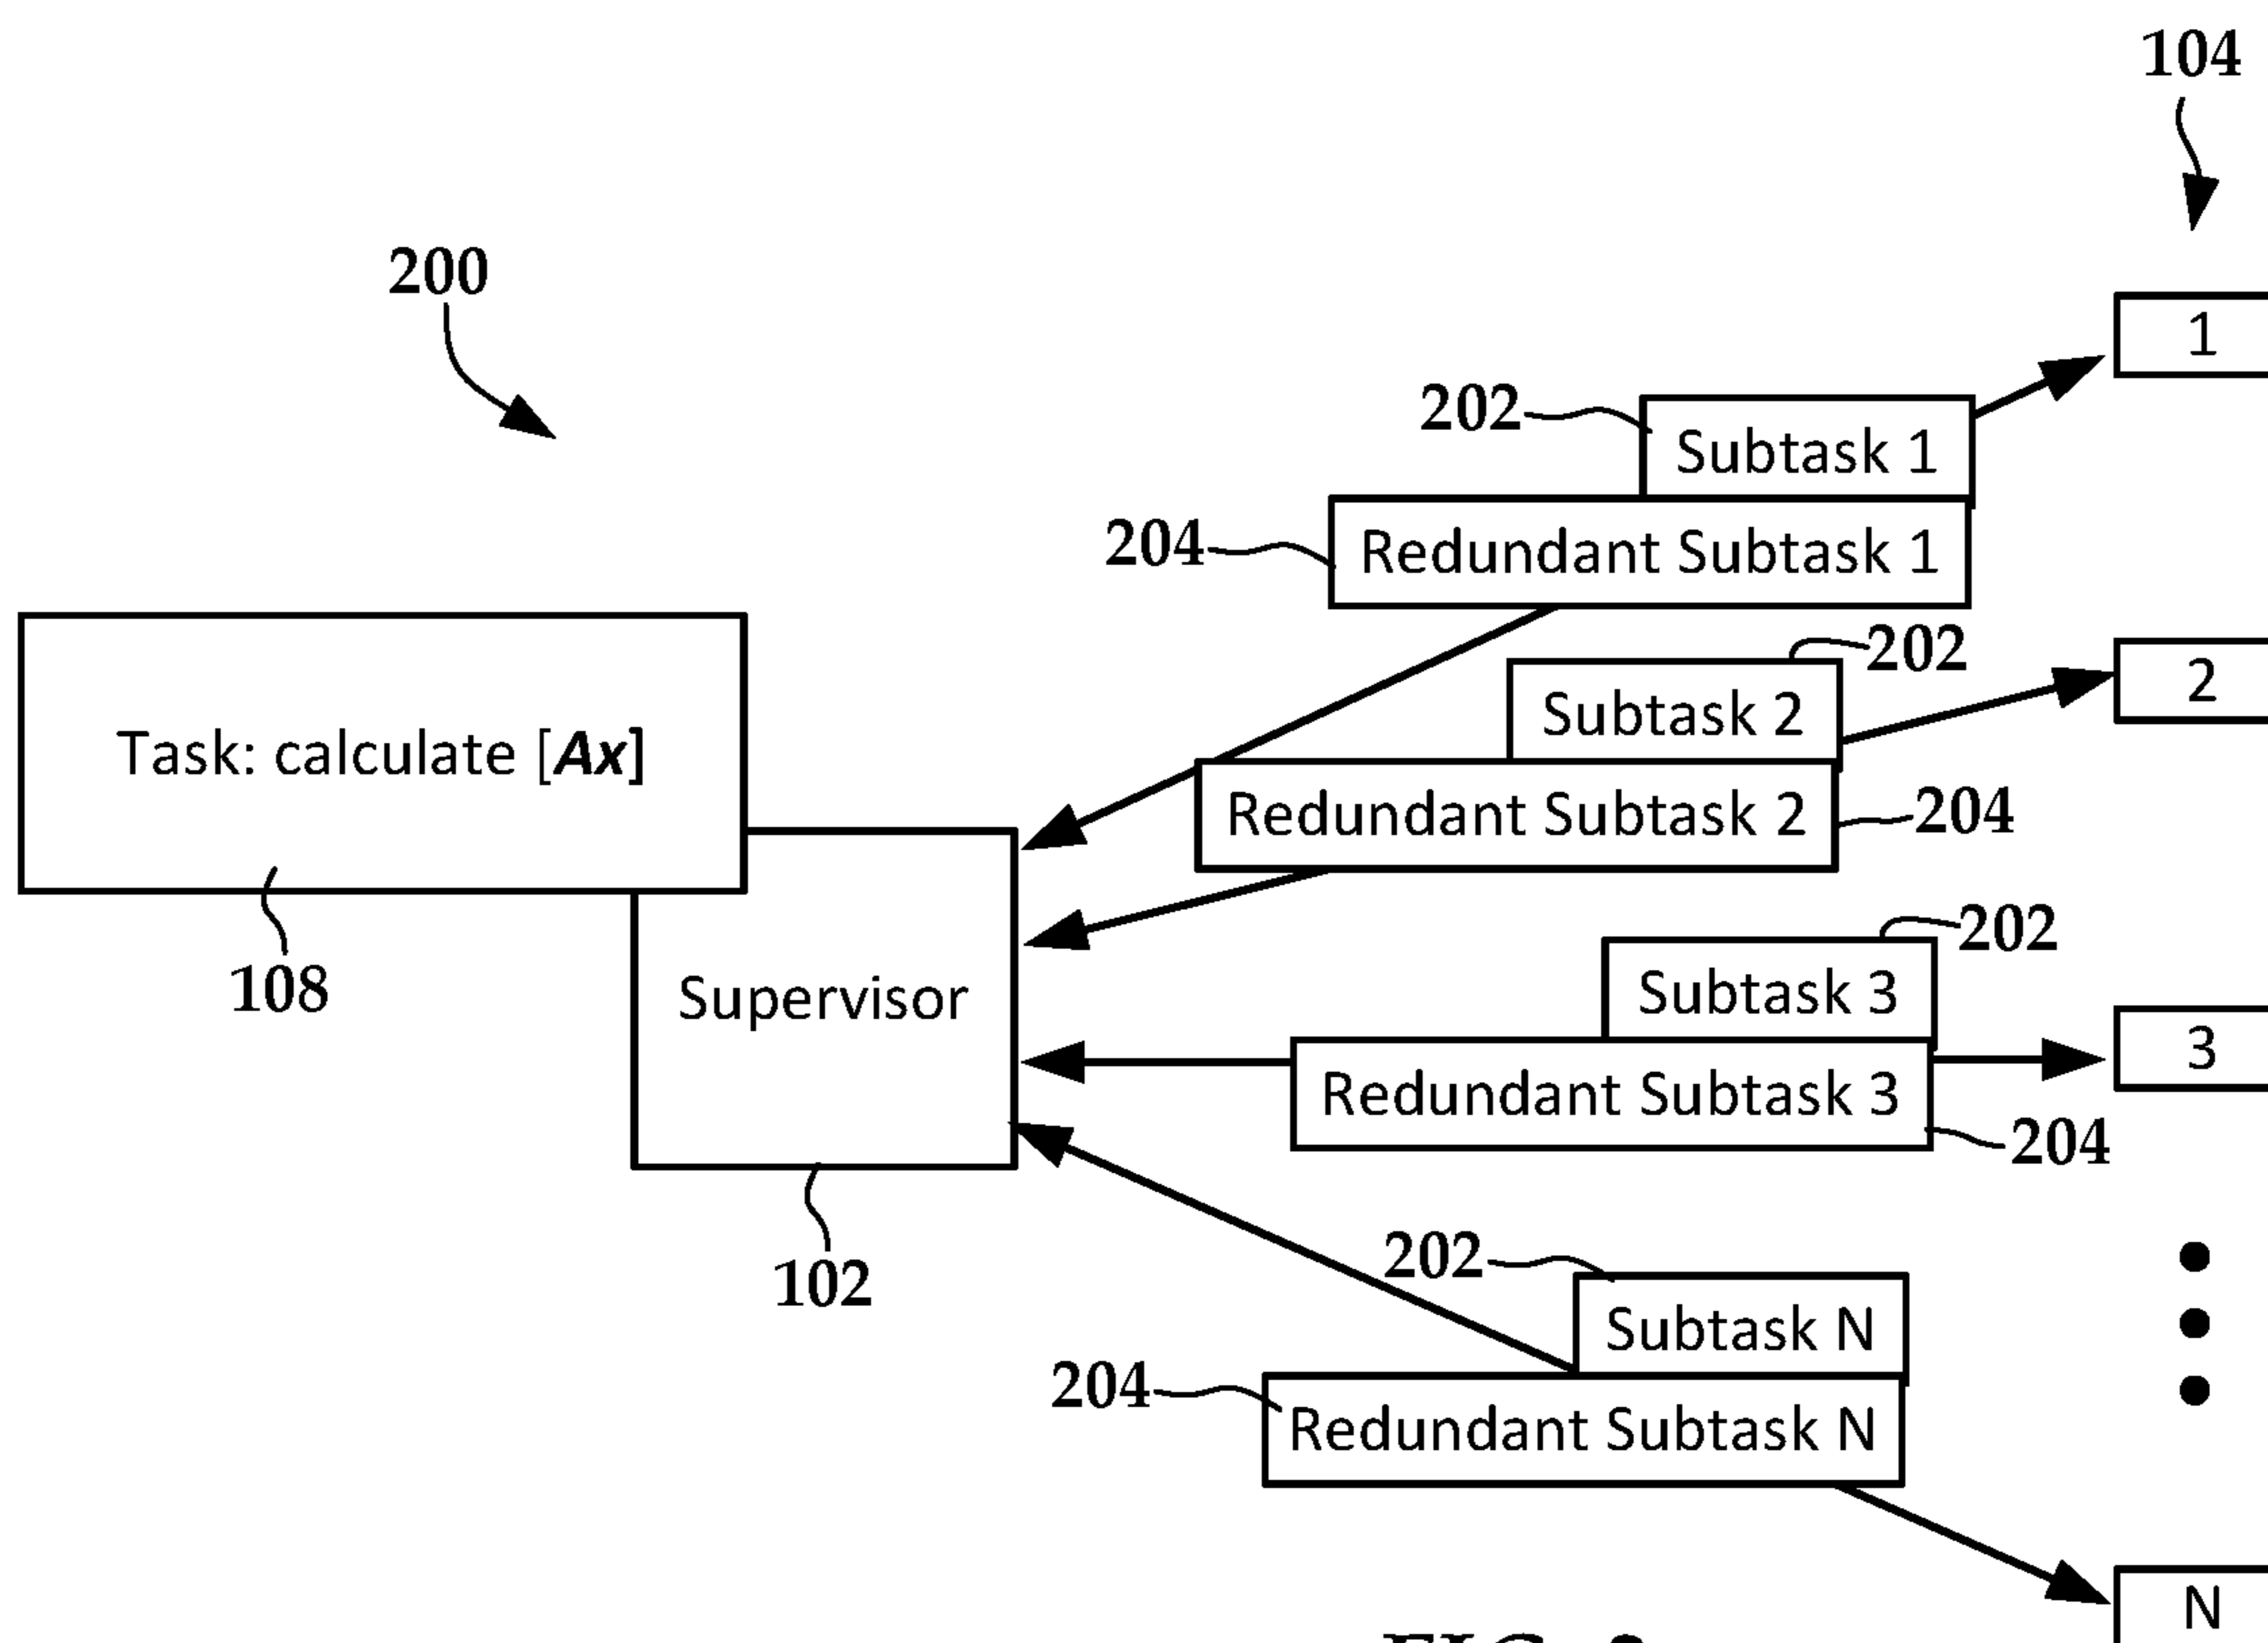 104
200
1
202
Subtask 1
204
Redundant Subtask 1
202
2
Subtask 2
Task: calculate [Ax]
Redundant Subtask 2
204
202
108
Supervisor
Subtask 3
3
Redundant Subtask 3
204
202
102
Subtask N
204
Redundant Subtask N
N